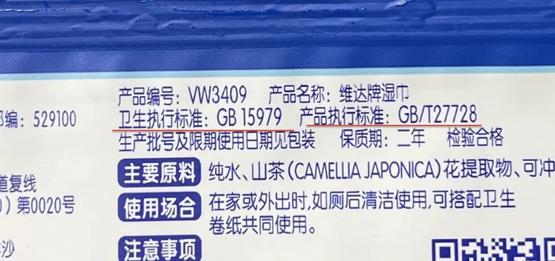 产品编号：VW3409 产品名称：维达牌湿巾
部编：529100
卫生执行标准：GB 15979 产品执行标准：GB/T27728
生产批号及限期使用日期见包装 保质期：二年 检验合格
道复线
主要原料 纯水、山茶（CAMELLIA JAPONICA）花提取物、可冲
）第0020号
使用场合 在家或外出时，如厕后清洁使用，可搭配卫生
卷纸共同使用。
羊沙
注意事项